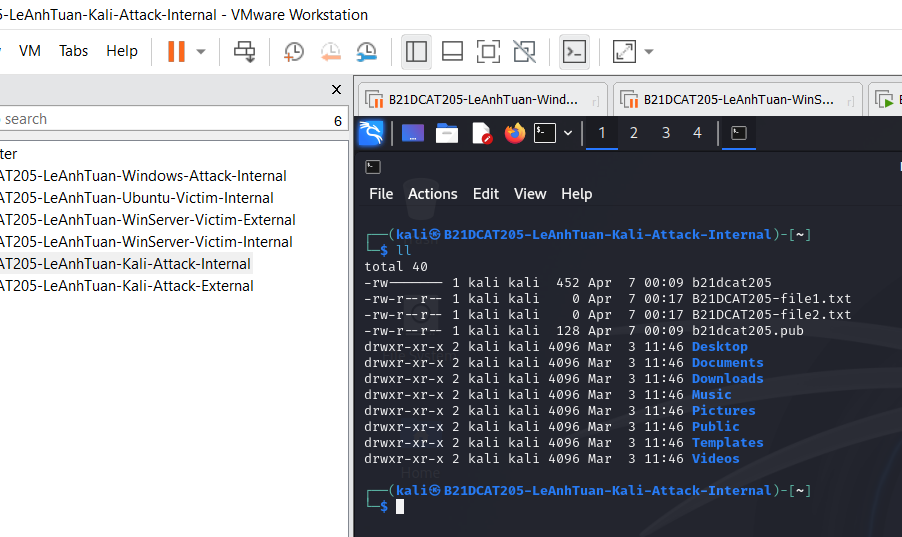 5-LeAnhTuan-Kali-Attack-Internal - VMware Workstation
VM Tabs Help
search 6
ter
AT205-LeAnhTuan-Windows-Attack-Internal
AT205-LeAnhTuan-Ubuntu-Victim-Internal
AT205-LeAnhTuan-WinServer-Victim-External
AT205-LeAnhTuan-WinServer-Victim-Internal
AT205-LeAnhTuan-Kali-Attack-Internal
AT205-LeAnhTuan-Kali-Attack-External
B21DCAT205-LeAnhTuan-Wind... B21DCAT205-LeAnhTuan-WinS...
1 2 3 4
File Actions Edit View Help
┌──(kali㉿B21DCAT205-LeAnhTuan-Kali-Attack-Internal)-[~]
└─$ ll
total 40
-rw------- 1 kali kali 452 Apr 7 00:09 b21dcat205
-rw-r--r-- 1 kali kali 0 Apr 7 00:17 B21DCAT205-file1.txt
-rw-r--r-- 1 kali kali 0 Apr 7 00:17 B21DCAT205-file2.txt
-rw-r--r-- 1 kali kali 128 Apr 7 00:09 b21dcat205.pub
drwxr-xr-x 2 kali kali 4096 Mar 3 11:46 Desktop
drwxr-xr-x 2 kali kali 4096 Mar 3 11:46 Documents
drwxr-xr-x 2 kali kali 4096 Mar 3 11:46 Downloads
drwxr-xr-x 2 kali kali 4096 Mar 3 11:46 Music
drwxr-xr-x 2 kali kali 4096 Mar 3 11:46 Pictures
drwxr-xr-x 2 kali kali 4096 Mar 3 11:46 Public
drwxr-xr-x 2 kali kali 4096 Mar 3 11:46 Templates
drwxr-xr-x 2 kali kali 4096 Mar 3 11:46 Videos
Home
┌──(kali㉿B21DCAT205-LeAnhTuan-Kali-Attack-Internal)-[~]
└─$